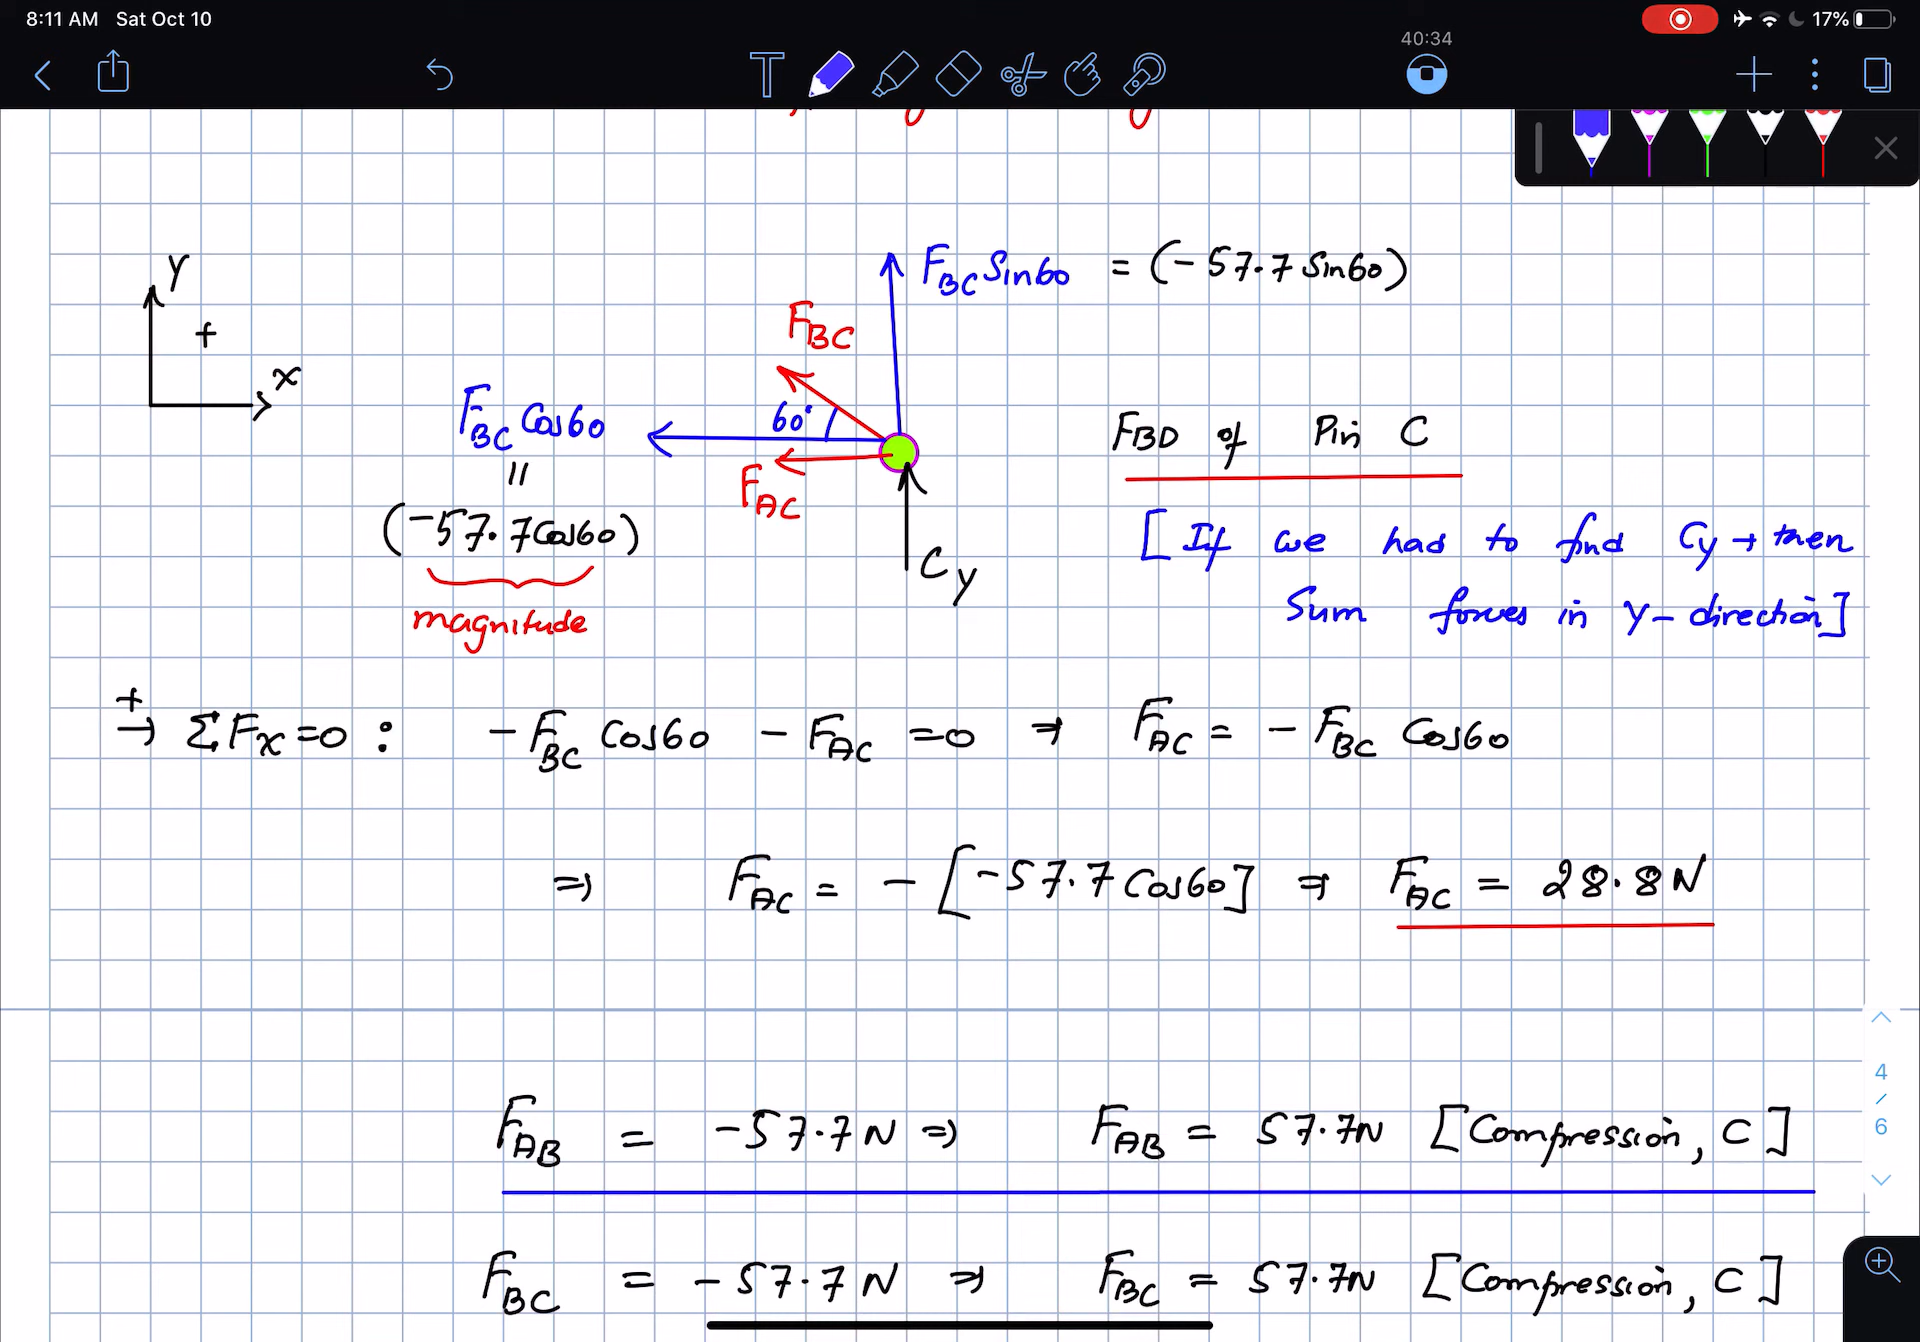 8:11 AM Sat Oct 10
17%
40:34
Y
+
x
F_BC Sin60 = (-57.7 Sin60)
F_BC
F_BC Cos60
60°
F_AC
=
(-57.7 Cos60)
magnitude
C_y
FBD of Pin C
[If we had to find Cy → then
Sum forces in Y-direction]
+→ ΣFx=0 : -F_BC Cos60 - F_AC =0 ⇒ F_AC = - F_BC Cos60
⇒ F_AC = - [-57.7 Cos60] ⇒ F_AC = 28.8 N
4
/
6
F_AB = -57.7 N ⇒ F_AB = 57.7N [Compression, C]
F_BC = -57.7 N ⇒ F_BC = 57.7N [Compression, C]